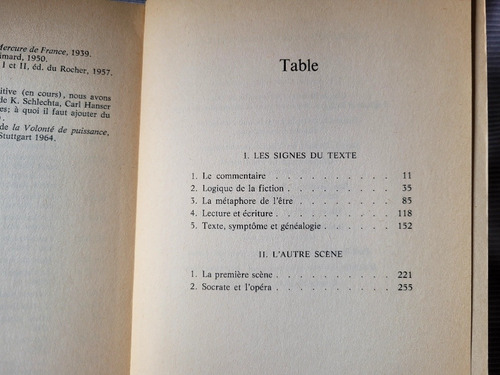 Mercure de France, 1939.
imard, 1950.
I et II, éd. du Rocher, 1957.
itive (en cours), nous avons
de K. Schlechta, Carl Hanser
es; à quoi il faut ajouter du
).
de la Volonté de puissance,
Stuttgart 1964.
Table
I. LES SIGNES DU TEXTE
1. Le commentaire . . . . . . . . . . 11
2. Logique de la fiction . . . . . . . . . 35
3. La métaphore de l'être . . . . . . . . 85
4. Lecture et écriture . . . . . . . . . 118
5. Texte, symptôme et généalogie . . . . . 152
II. L'AUTRE SCÈNE
1. La première scène . . . . . . . . . 221
2. Socrate et l'opéra . . . . . . . . . 255